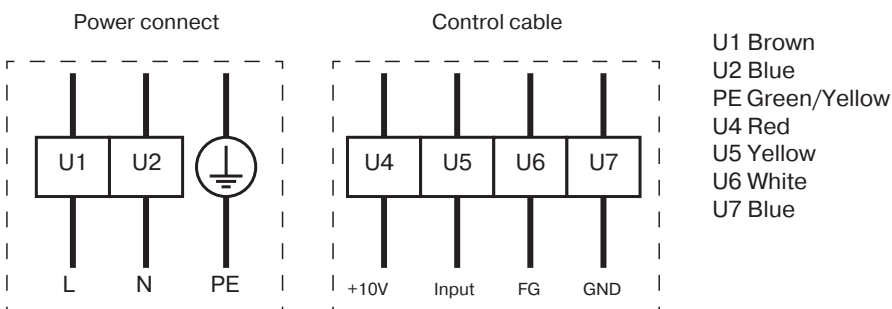 Power connect
Control cable
U1 Brown
U2 Blue
PE Green/Yellow
U4 Red
U5 Yellow
U6 White
U7 Blue
U1 U2
U4 U5 U6 U7
L N PE
+10V Input FG GND